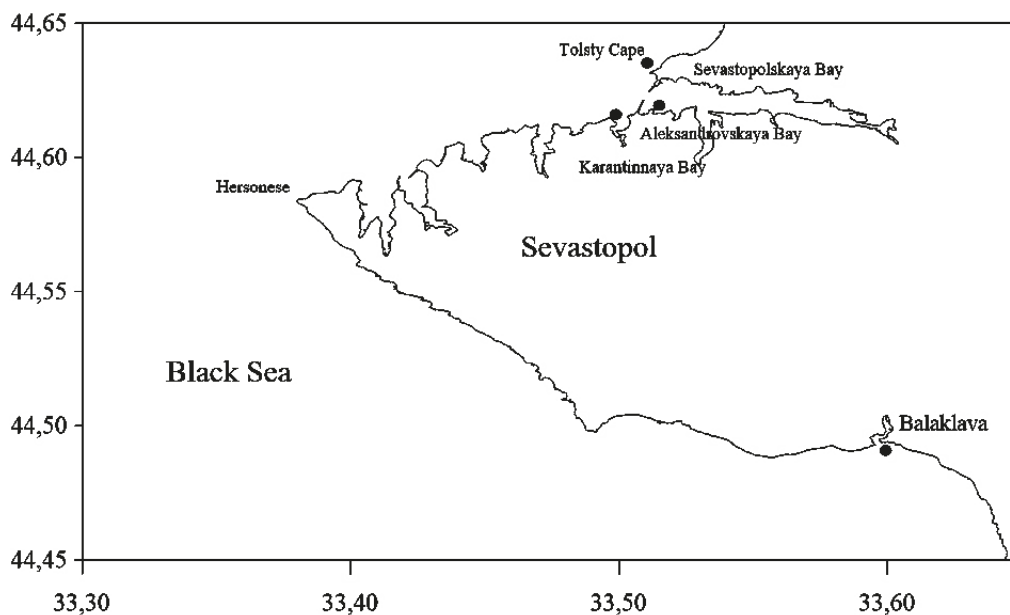 44,65
Tolsty Cape
Sevastopolskaya Bay
44,60
Aleksandrovskaya Bay
Karantinnaya Bay
Hersonese
Sevastopol
44,55
Black Sea
44,50
Balaklava
44,45
33,30
33,40
33,50
33,60